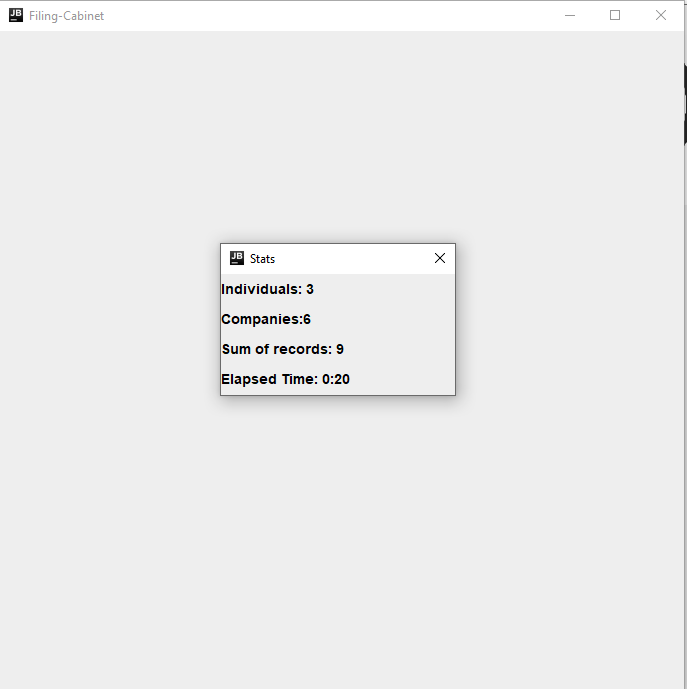 JB Filing-Cabinet
JB Stats
Individuals: 3
Companies:6
Sum of records: 9
Elapsed Time: 0:20